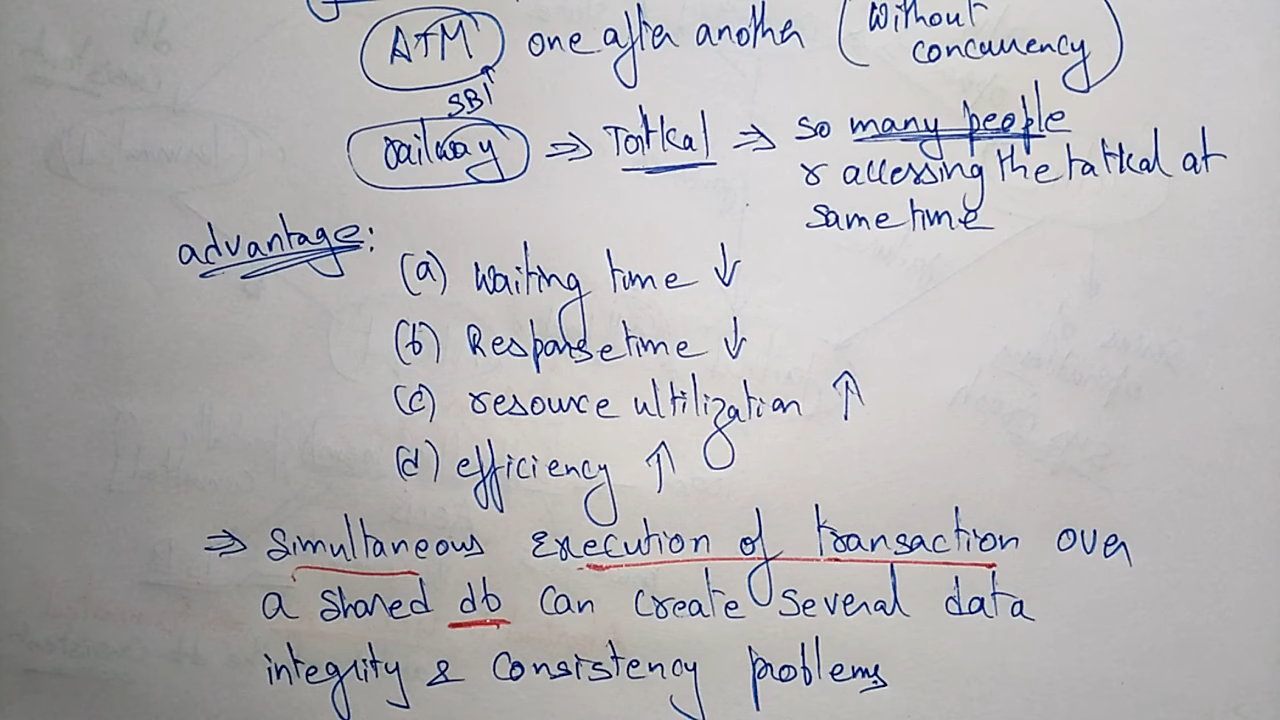 ATM one after another (without concurrency)
SBI
railway ⇒ Tatkal ⇒ so many people
r accessing the tatkal at
same time
advantage:
(a) waiting time ↓
(b) Response time ↓
(c) resource ultilization ↑
(d) efficiency ↑
⇒ Simultaneous Execution of transaction over
a shared db can create several data
integrity & consistency problems